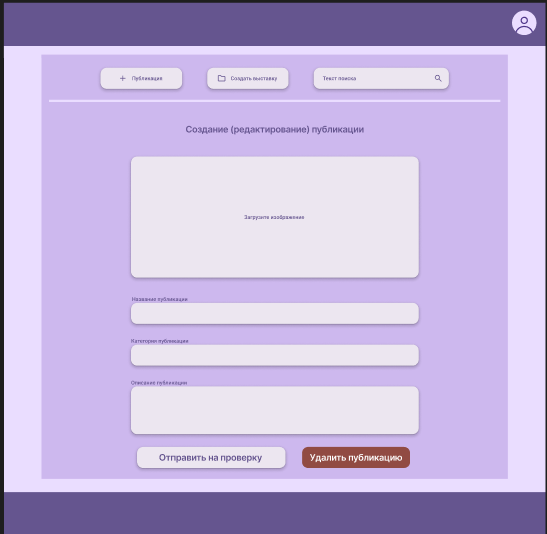 Публикация
Создать выставку
Текст поиска
Создание (редактирование) публикации
Загрузите изображение
Названия публикации
Категория публикации
Описание публикации
Отправить на проверку
Удалить публикацию